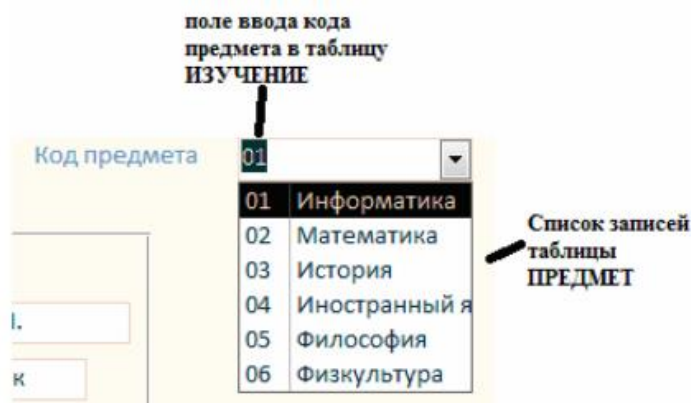 поле ввода кода
предмета в таблицу
ИЗУЧЕНИЕ
Код предмета 01
01 Информатика
02 Математика
03 История
04 Иностранный я
05 Философия
06 Физкультура
Список записей
таблицы
ПРЕДМЕТ
к